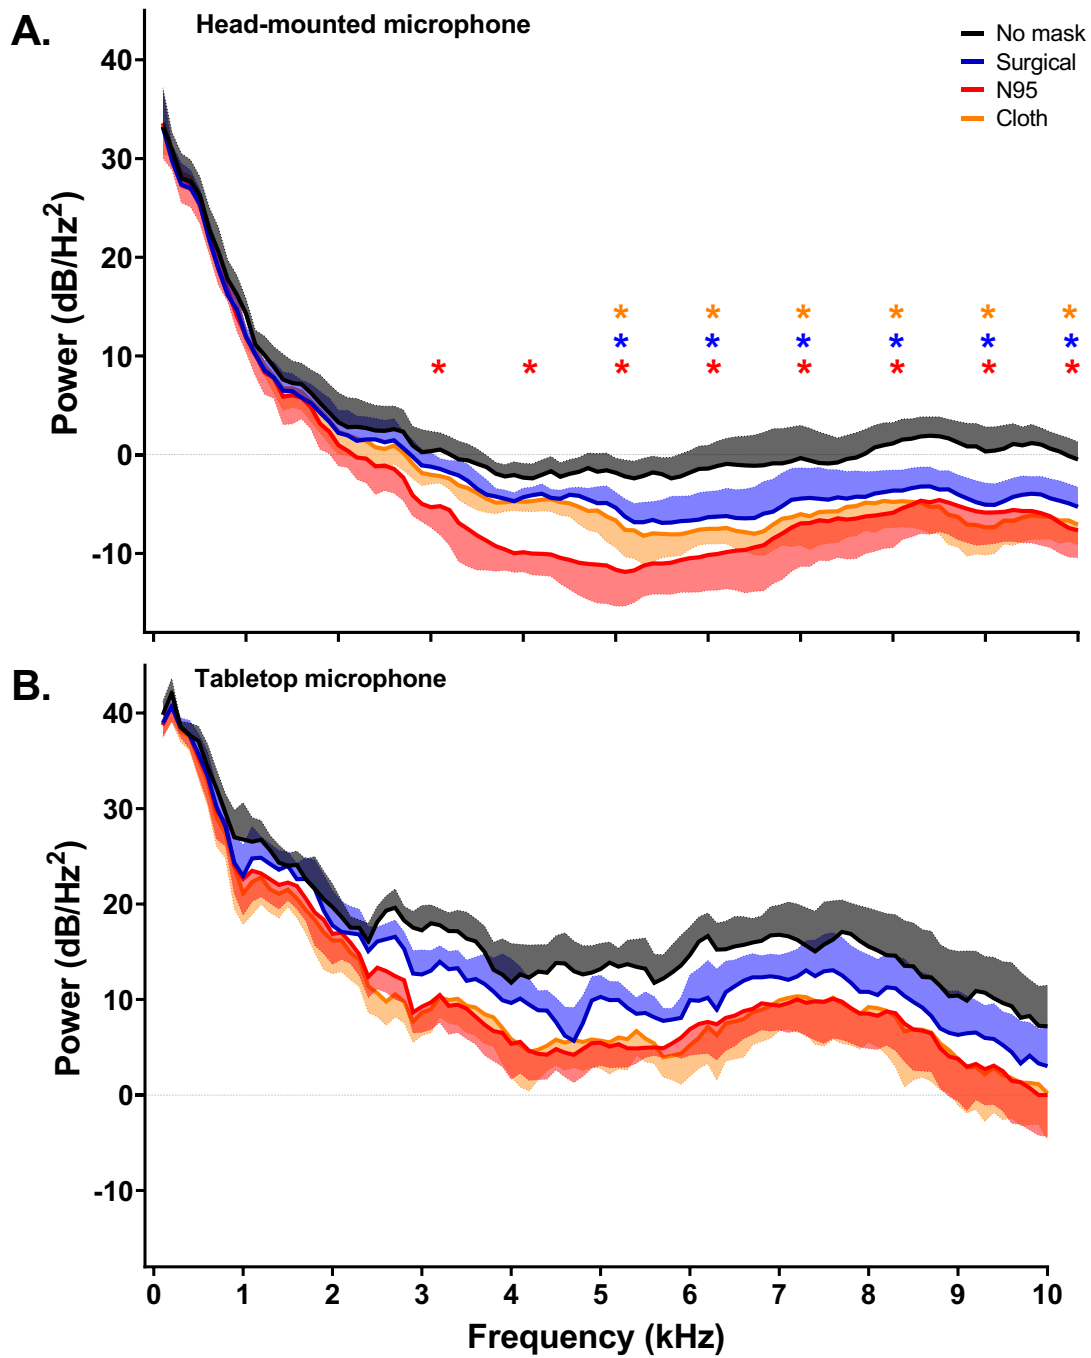 A.
Head-mounted microphone
No mask
Surgical
N95
Cloth
40
30
20
10
0
-10
Power (dB/Hz²)
* * * * * *
* * * * * *
* * * * * * * *
B.
Tabletop microphone
40
30
20
10
0
-10
Power (dB/Hz²)
0 1 2 3 4 5 6 7 8 9 10
Frequency (kHz)